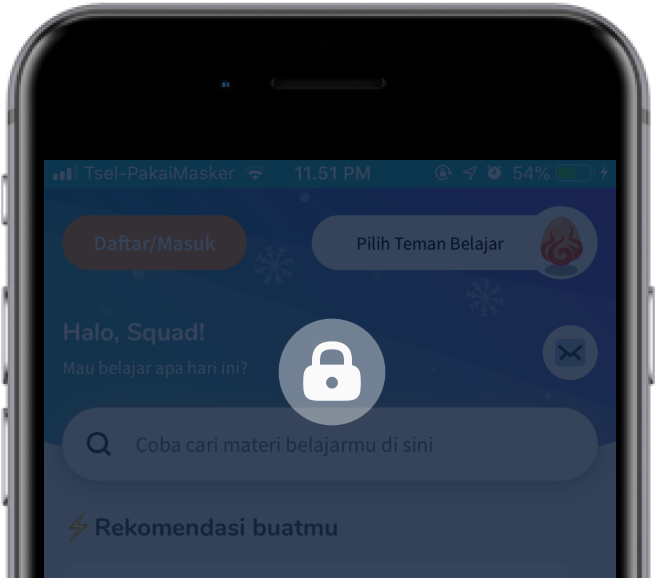 Tsel-PakaiMasker 11.51 PM 54%
Daftar/Masuk Pilih Teman Belajar
Halo, Squad!
Mau belajar apa hari ini?
Coba cari materi belajarmu di sini
⚡Rekomendasi buatmu